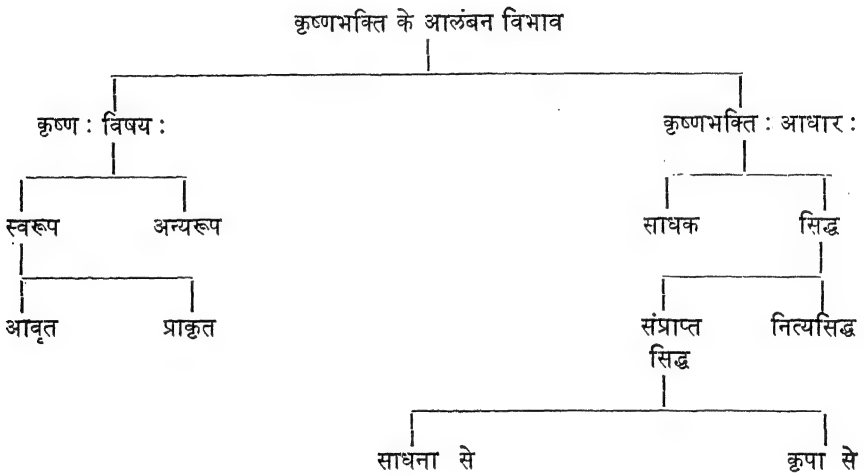 कृष्णभक्ति के आलंबन विभाव
कृष्ण : विषय : कृष्णभक्ति : आधार :
स्वरूप अन्यरूप साधक सिद्ध
आवृत प्राकृत संप्राप्त नित्यसिद्ध
सिद्ध
साधना से कृपा से